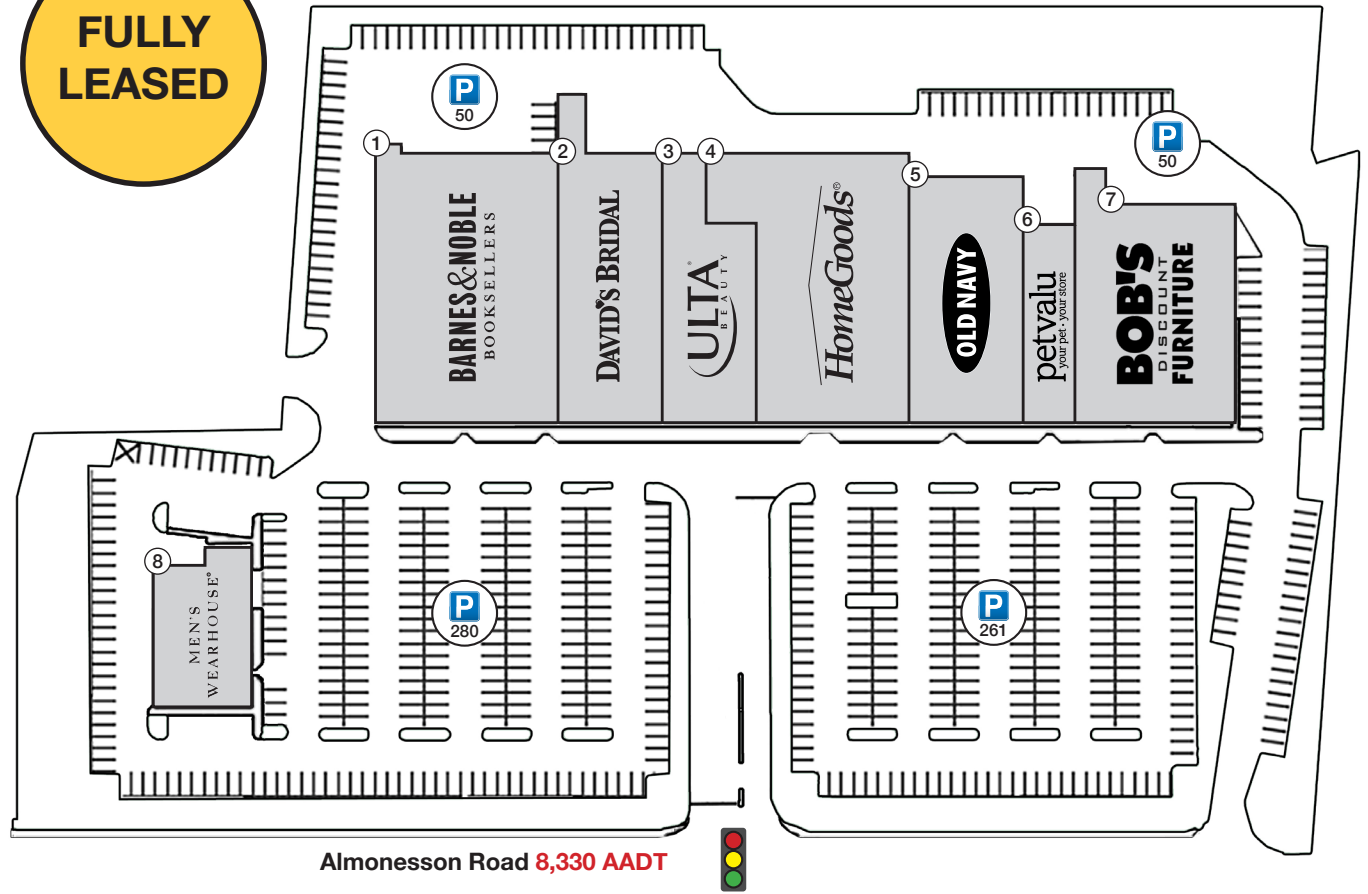 FULLY
LEASED
P
50
P
50
1
2
3
4
5
6
7
BARNES&NOBLE
BOOKSELLERS
DAVID'S BRIDAL
ULTA®
BEAUTY
HomeGoods®
OLD NAVY
petvalu
your pet • your store
BOB'S
DISCOUNT
FURNITURE
8
MEN'S
WEARHOUSE®
P
280
P
261
Almonesson Road 8,330 AADT